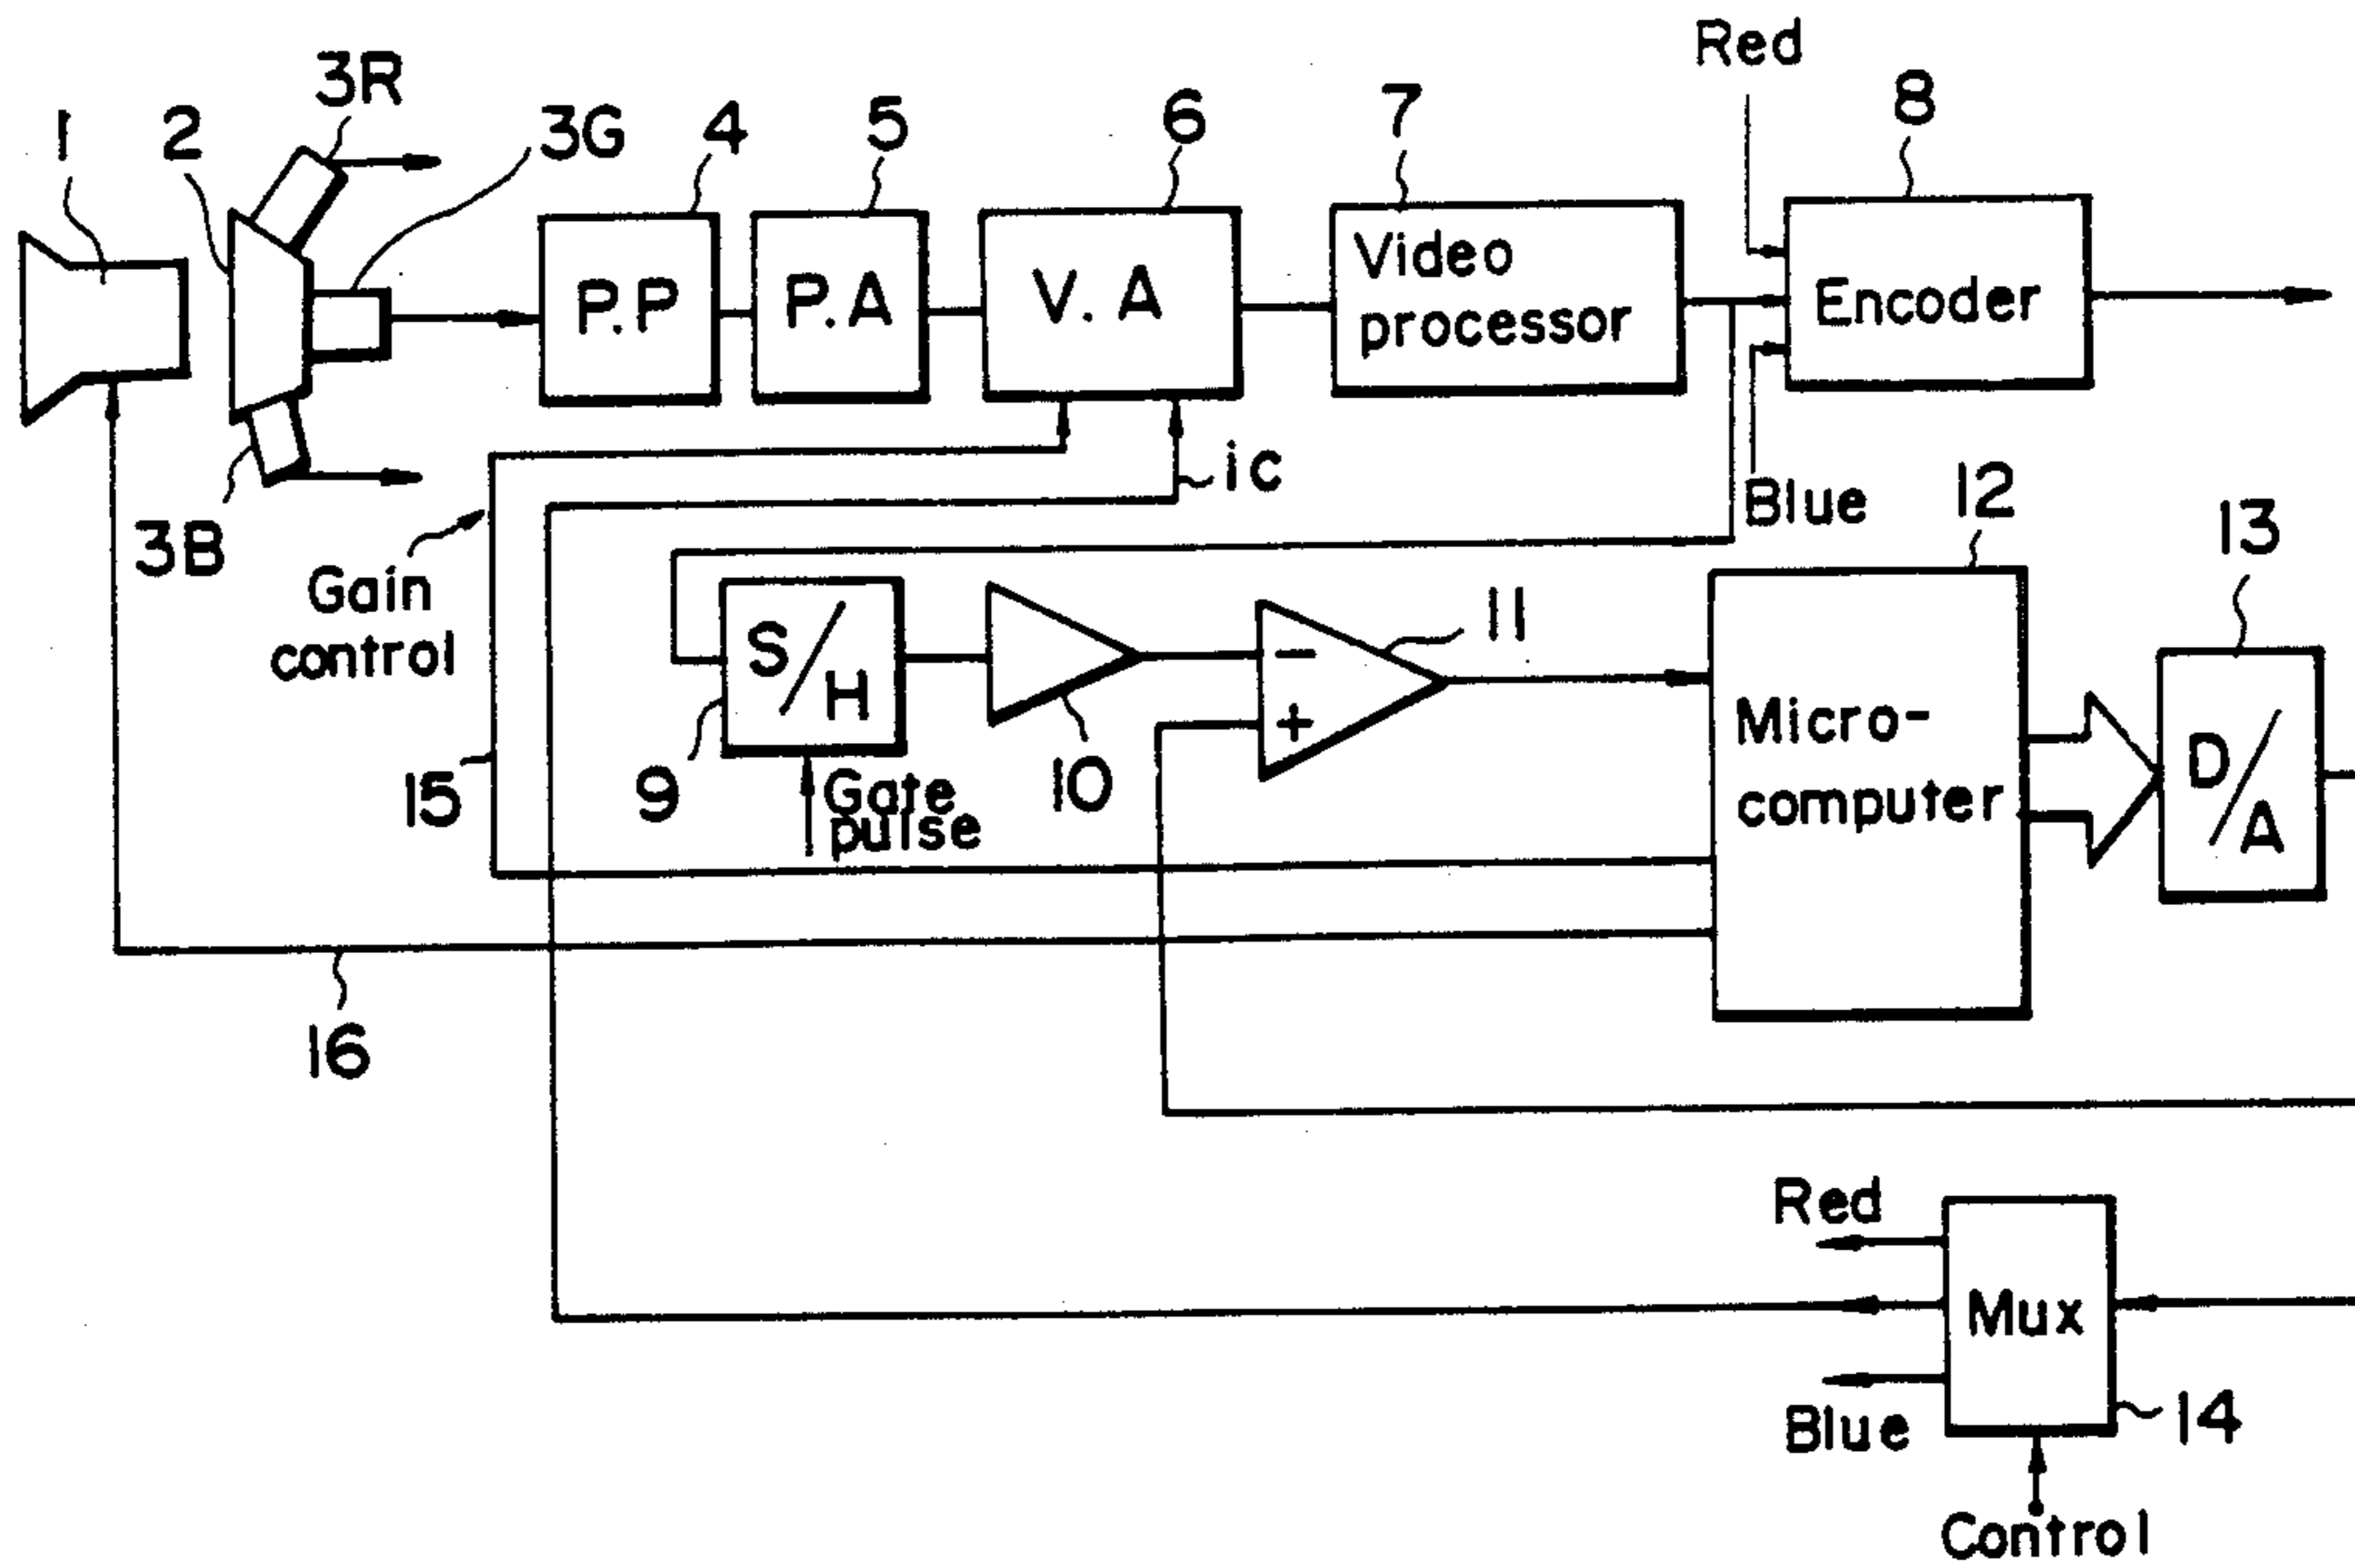 Red
3R
1
2
3G
4
5
6
7
8
P.P
P.A
V. A
Video
processor
Encoder
ic
Blue
12
13
3B
Gain
control
S/H
−
+
11
Micro-
computer
D/A
9
10
15
Gate
pulse
16
Red
Mux
Blue
14
Control